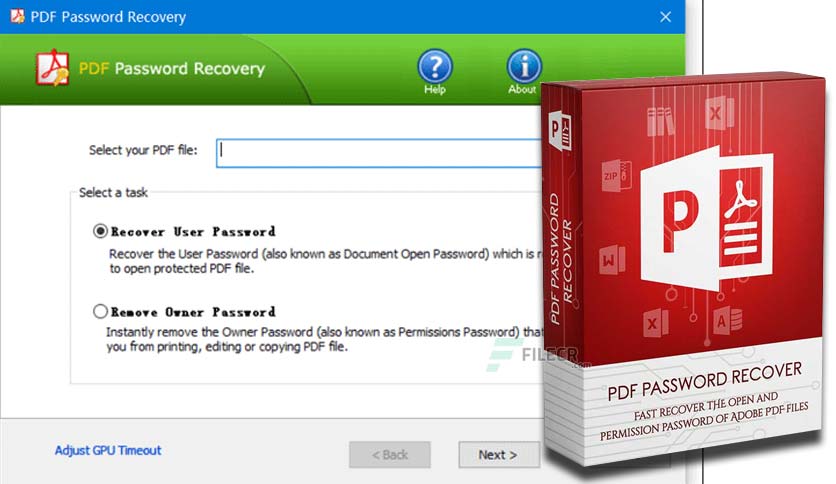 PDF Password Recovery
PDF Password Recovery
Help
About
Select your PDF file:
Select a task
Recover User Password
Recover the User Password (also known as Document Open Password) which is r
to open protected PDF file.
Remove Owner Password
Instantly remove the Owner Password (also known as Permissions Password) that
you from printing, editing or copying PDF file.
FILECR
.com
Adjust GPU Timeout
< Back
Next >
P
PDF PASSWORD
RECOVER
X
ZIP
P
W
X
A
PDF PASSWORD RECOVER
FAST RECOVER THE OPEN AND
PERMISSION PASSWORD OF ADOBE PDF FILES